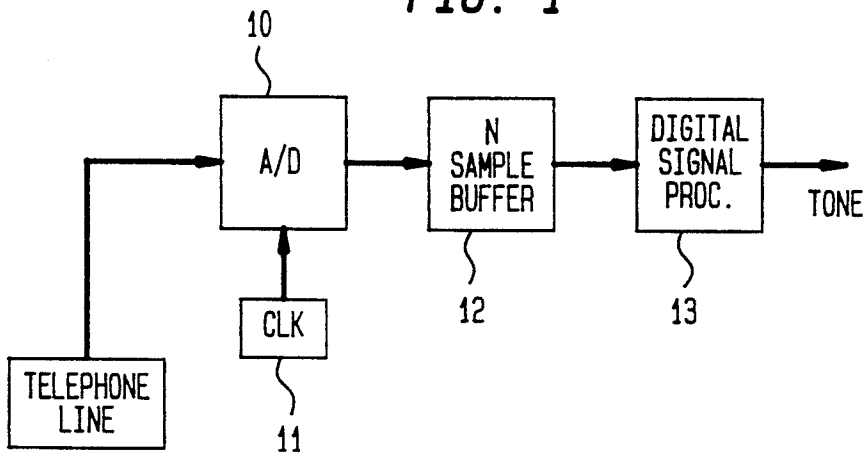 FIG. 1
10
A/D
N
SAMPLE
BUFFER
DIGITAL
SIGNAL
PROC.
TONE
12
13
CLK
11
TELEPHONE
LINE